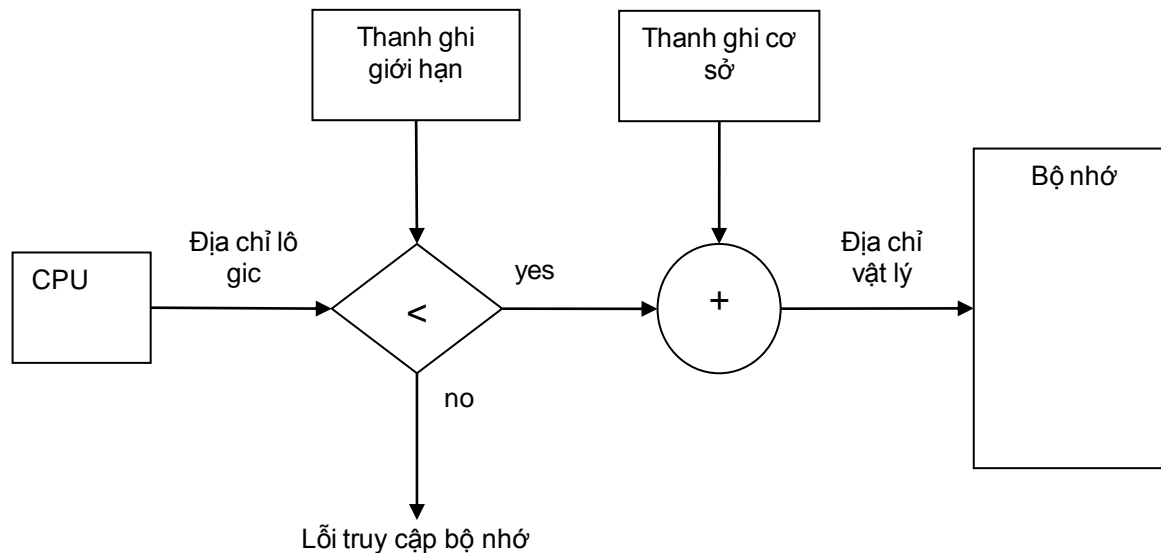 Thanh ghi
giới hạn
Thanh ghi cơ
sở
Bộ nhớ
Địa chỉ lô
gic
Địa chỉ
vật lý
CPU
yes
<
+
no
Lỗi truy cập bộ nhớ